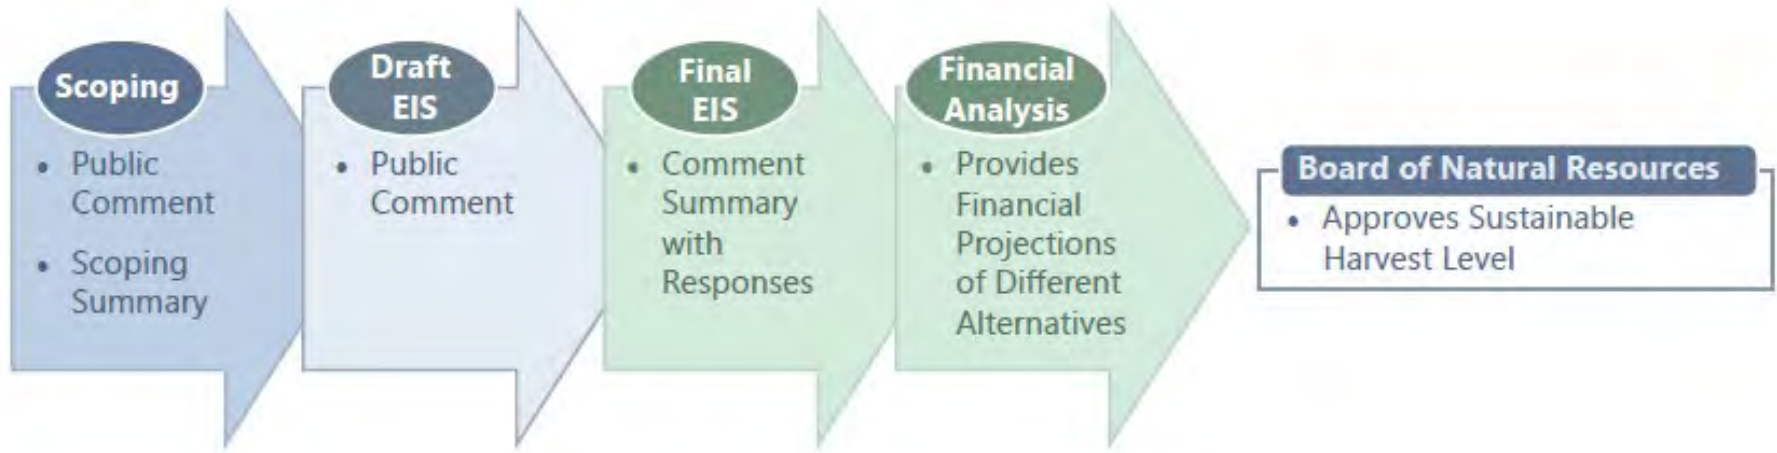 Scoping
• Public
Comment
• Scoping
Summary
Draft
EIS
• Public
Comment
Final
EIS
• Comment
Summary
with
Responses
Financial
Analysis
• Provides
Financial
Projections
of Different
Alternatives
Board of Natural Resources
• Approves Sustainable
Harvest Level